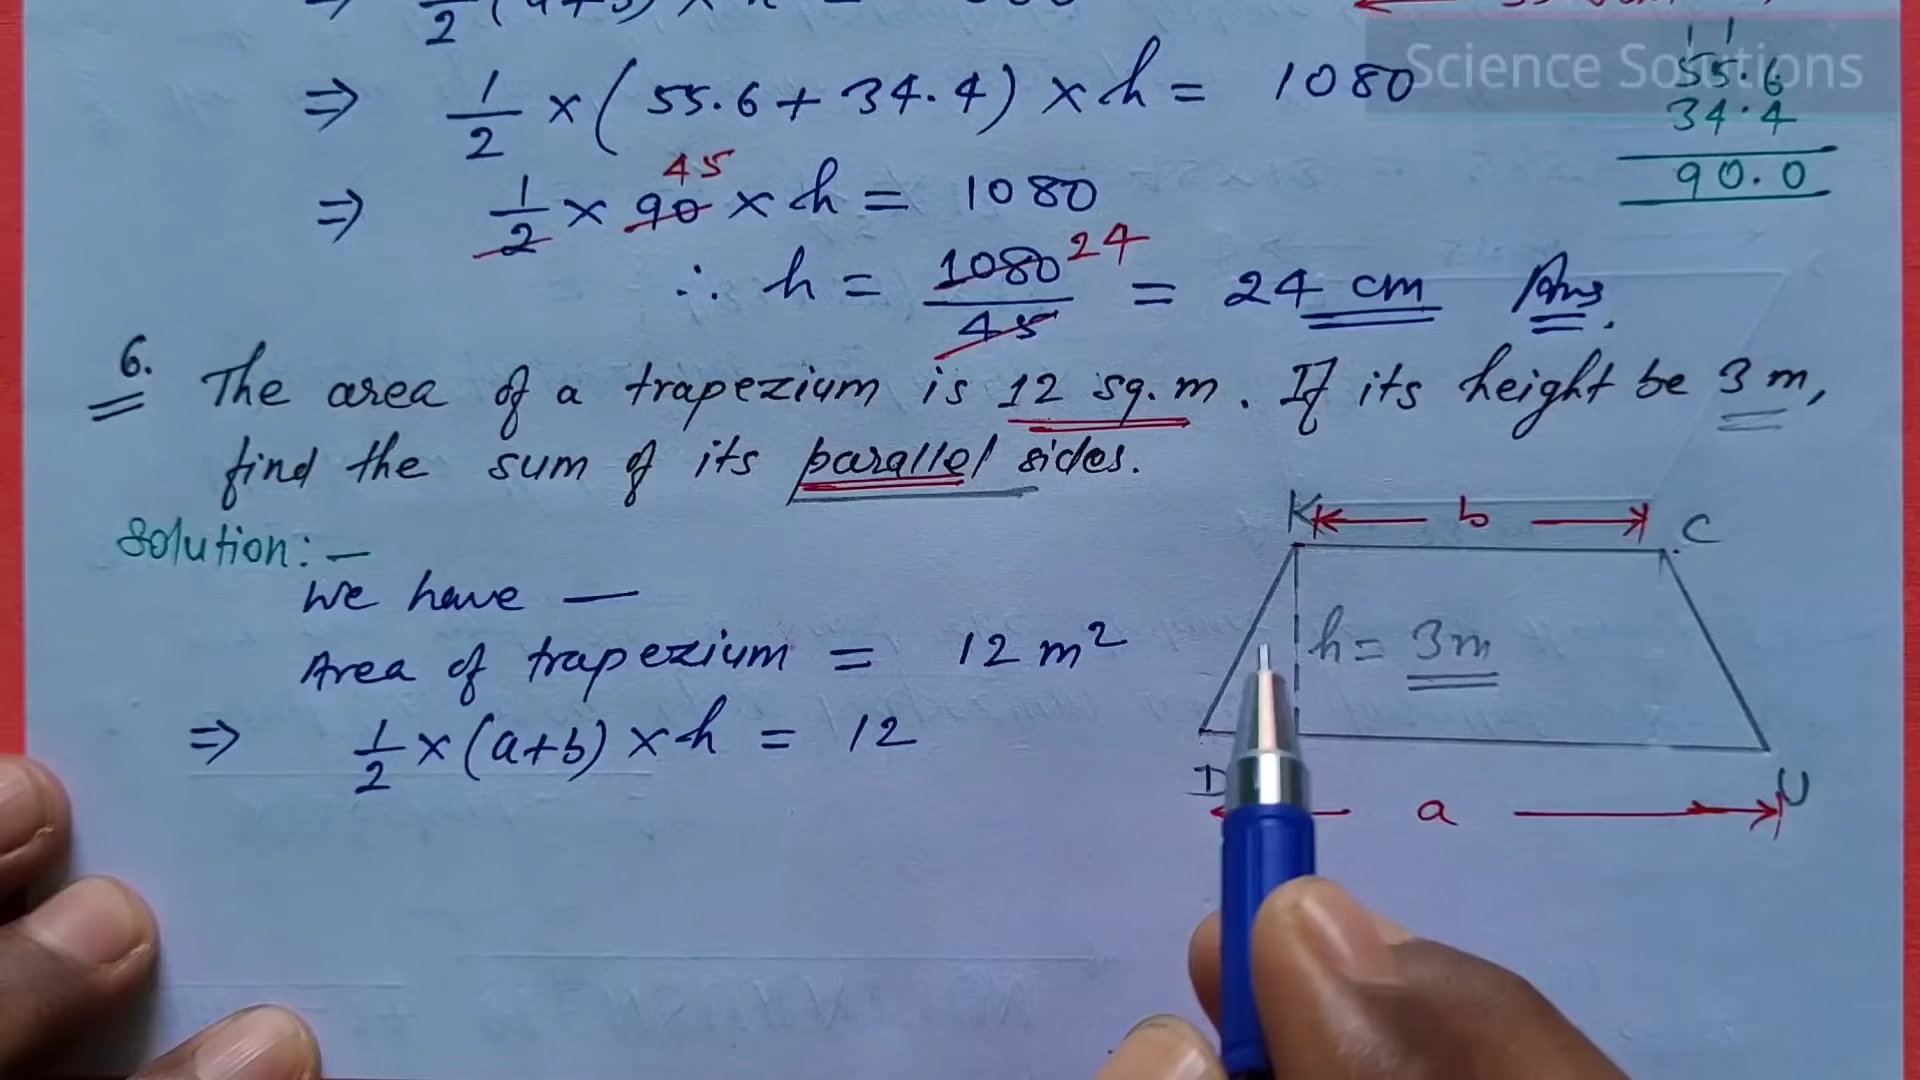 ⇒ 1/2 (a+b) × h =
Science Solutions
⇒ 1/2 × (55.6 + 34.4) × h = 1080
55.6
34.4
90.0
45
⇒ 1/2 × 90 × h = 1080
∴ h = 1080/45 24 = 24 cm Ans.
6. The area of a trapezium is 12 sq. m. If its height be 3 m,
find the sum of its parallel sides.
Solution:—
We have —
Area of trapezium = 12 m²
⇒ 1/2 × (a+b) × h = 12
K b C
h = 3m
D U
a